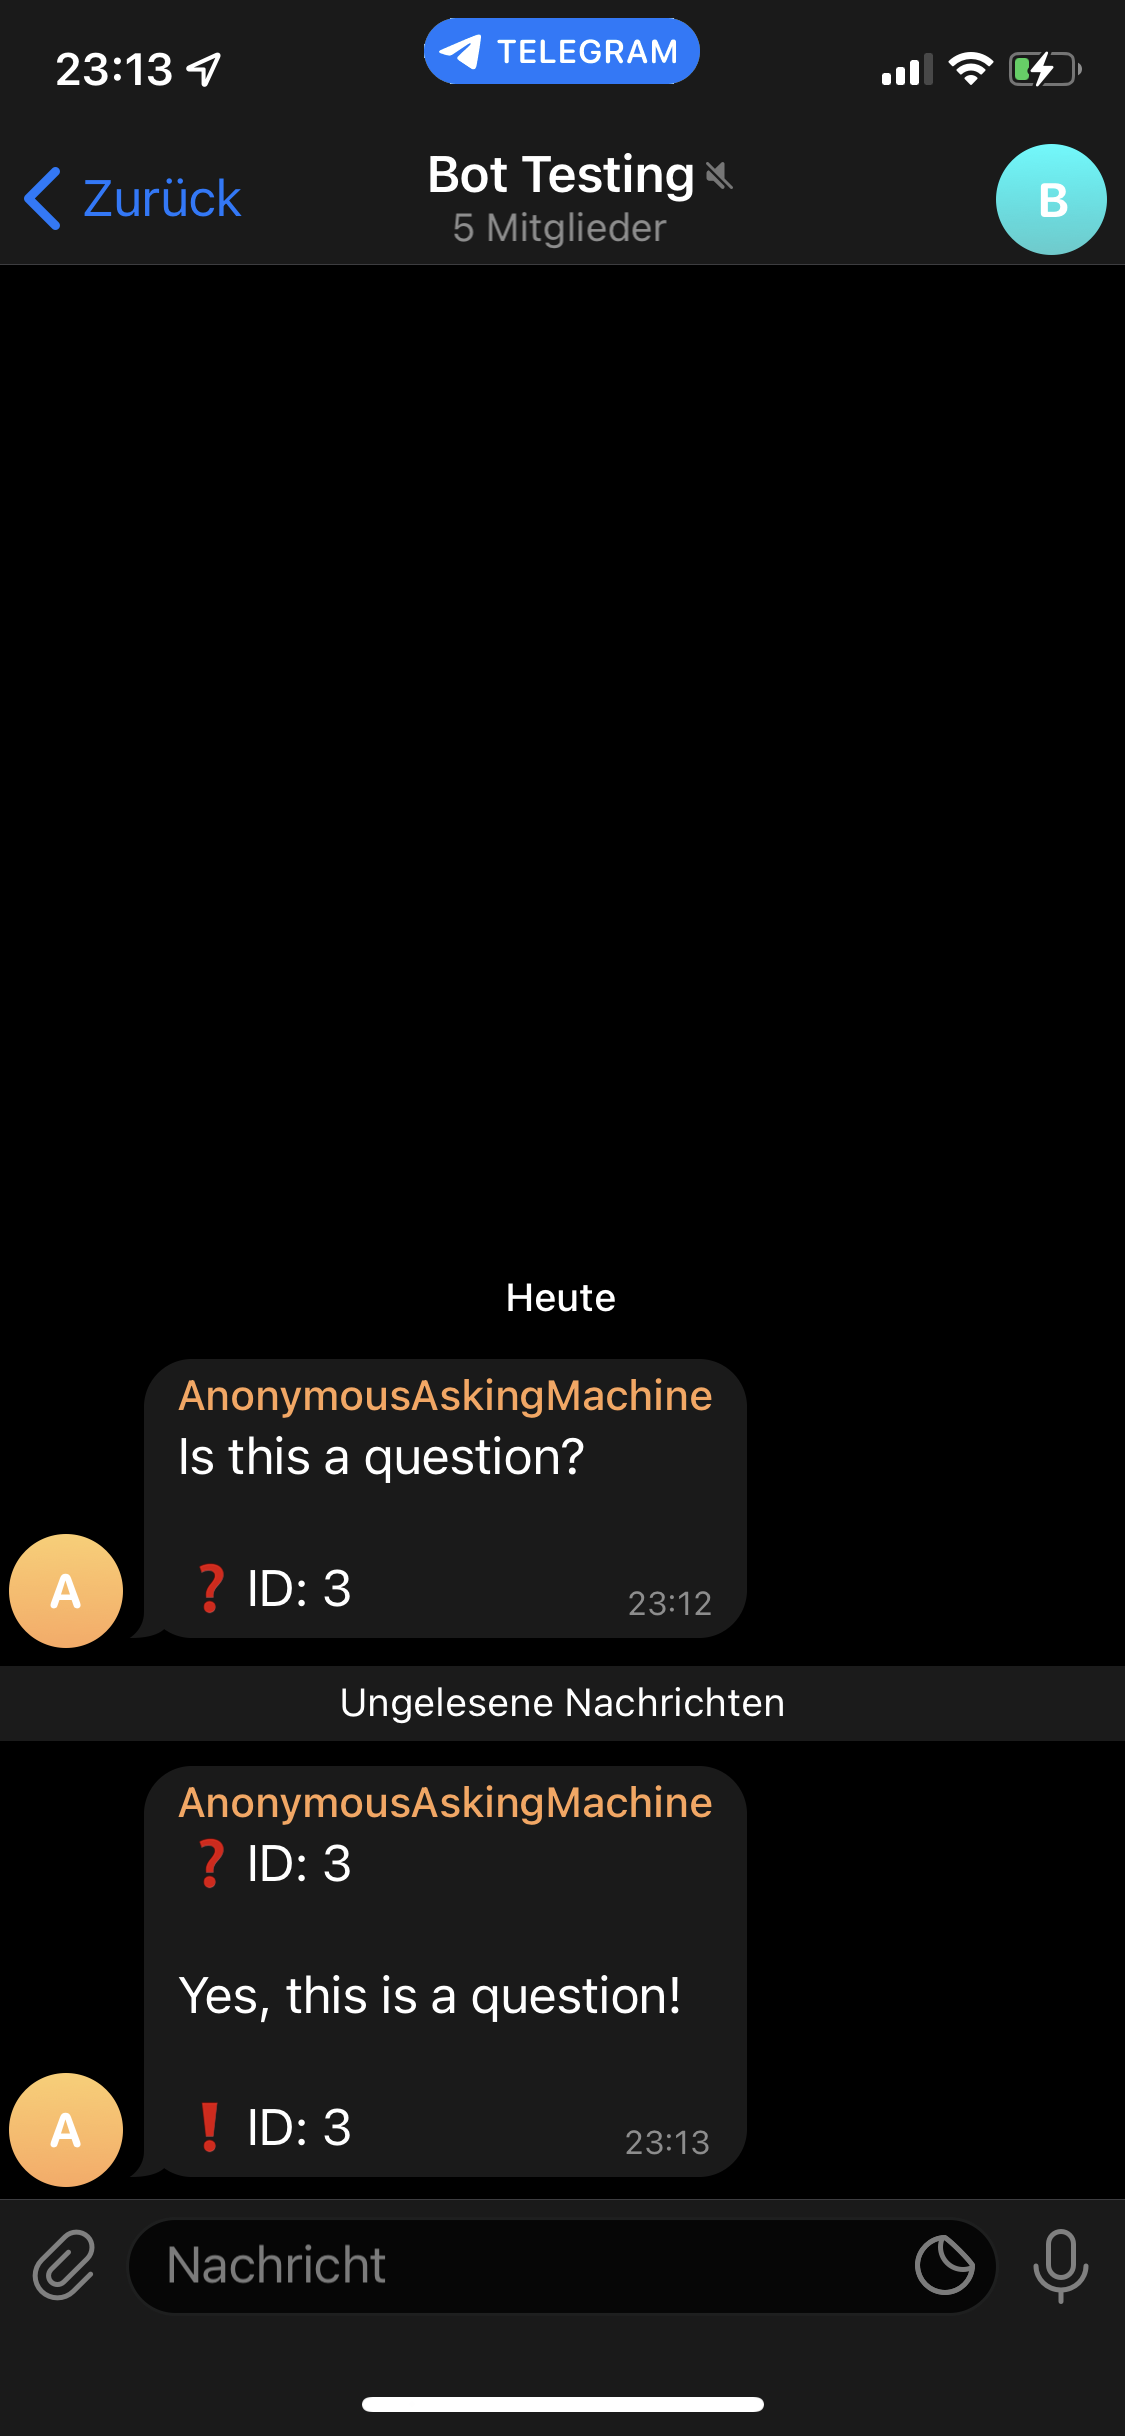 23:13
TELEGRAM
Zurück
Bot Testing
5 Mitglieder
B
Heute
AnonymousAskingMachine
Is this a question?
❓ ID: 3
23:12
A
Ungelesene Nachrichten
AnonymousAskingMachine
❓ ID: 3
Yes, this is a question!
❗ ID: 3
23:13
A
Nachricht